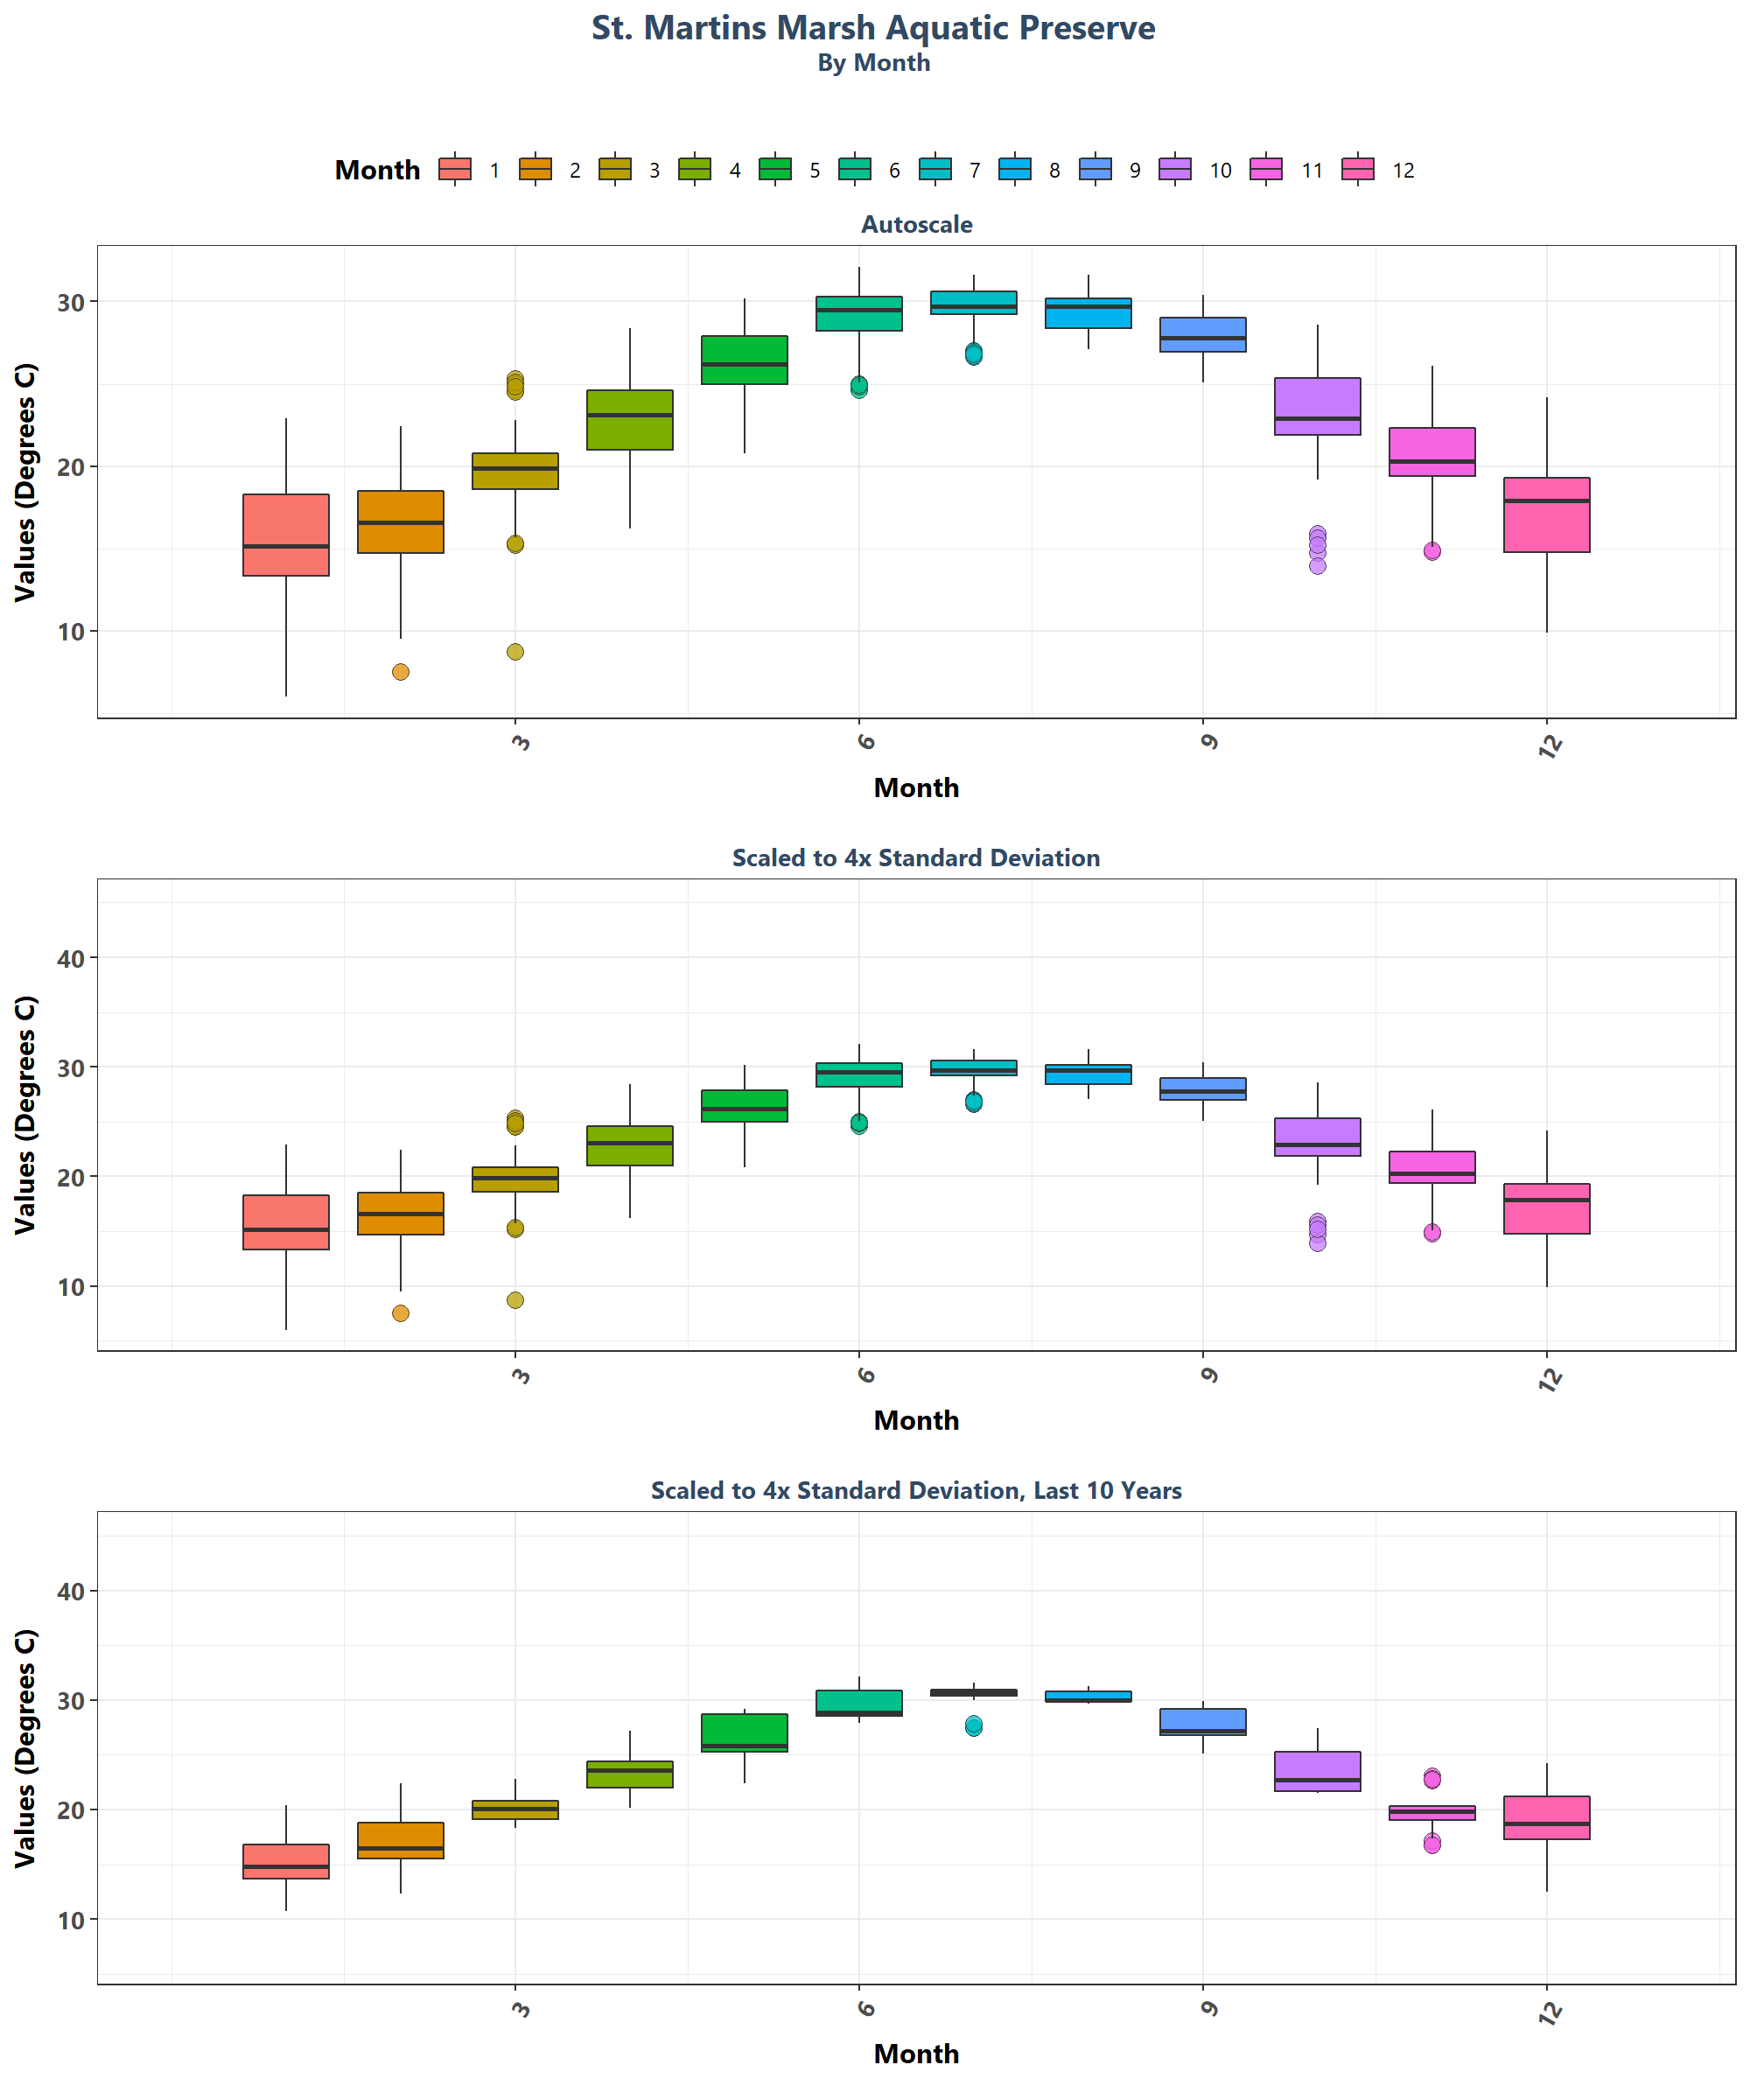 St. Martins Marsh Aquatic Preserve
By Month
Month 1 2 3 4 5 6 7 8 9 10 11 12
Autoscale
Values (Degrees C)
30
20
10
3 6 9 12
Month
Scaled to 4x Standard Deviation
Values (Degrees C)
40
30
20
10
3 6 9 12
Month
Scaled to 4x Standard Deviation, Last 10 Years
Values (Degrees C)
40
30
20
10
3 6 9 12
Month